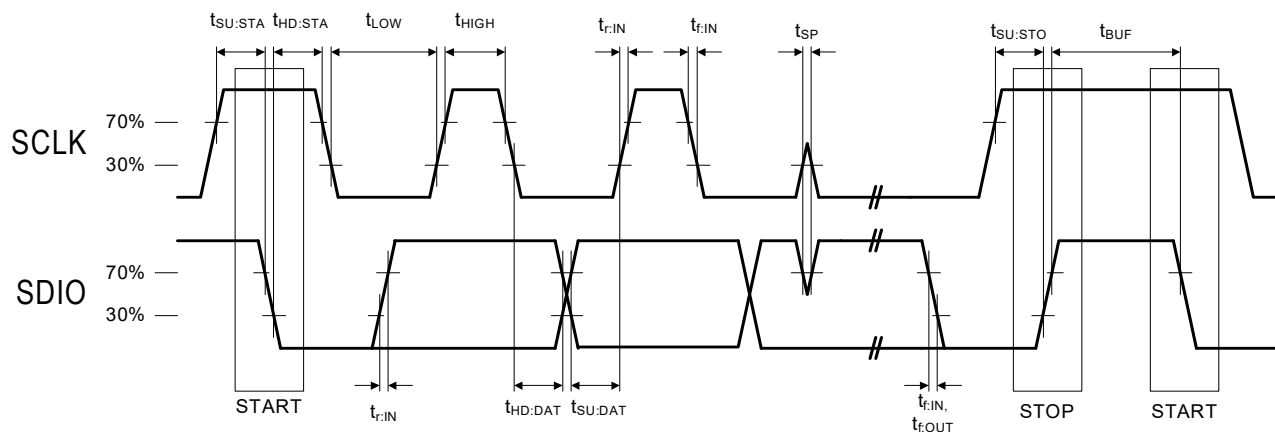 tSU:STA tHD:STA tLOW tHIGH tr:IN tf:IN tSP tSU:STO tBUF
70%
SCLK
30%
70%
SDIO
30%
START tr:IN tHD:DAT tSU:DAT tf:IN, STOP START
tf:OUT